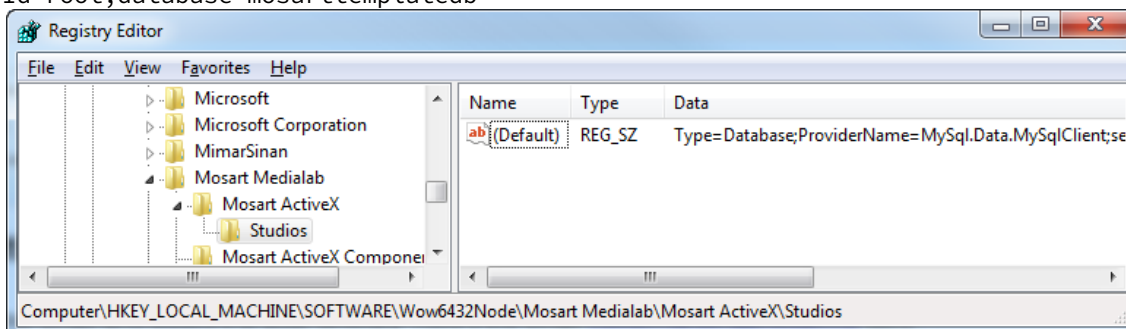 Registry Editor
File Edit View Favorites Help
Microsoft
Microsoft Corporation
MimarSinan
Mosart Medialab
Mosart ActiveX
Studios
Mosart ActiveX Componen
Name Type Data
ab (Default) REG_SZ Type=Database;ProviderName=MySql.Data.MySqlClient;se
Computer\HKEY_LOCAL_MACHINE\SOFTWARE\Wow6432Node\Mosart Medialab\Mosart ActiveX\Studios